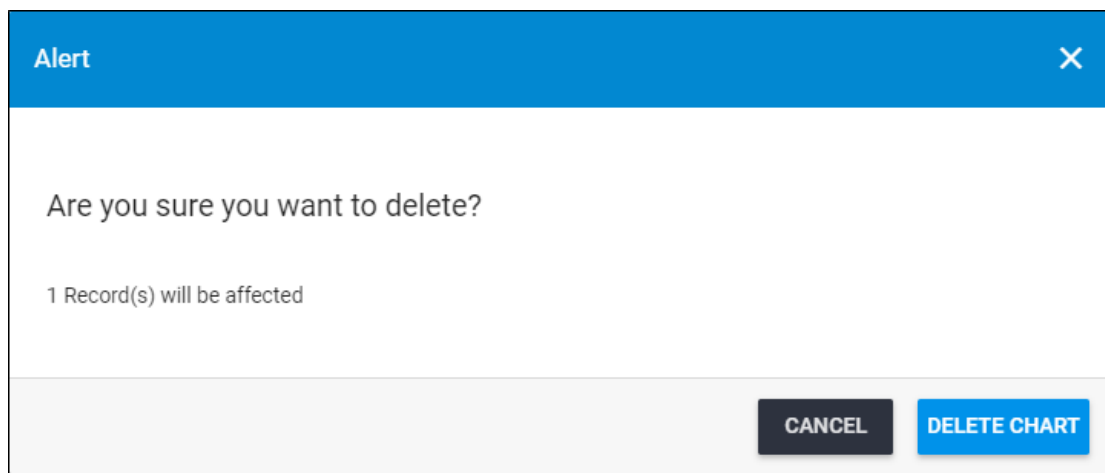 Alert
Are you sure you want to delete?
1 Record(s) will be affected
CANCEL DELETE CHART